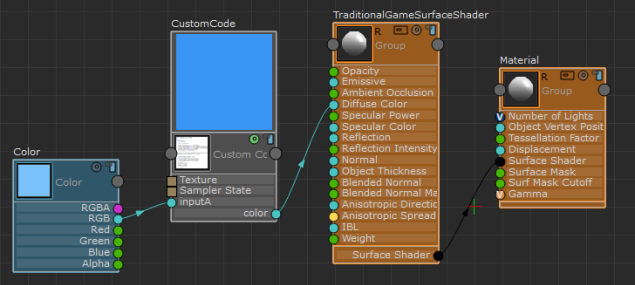 Color
Color
RGBA
RGB
Red
Green
Blue
Alpha
CustomCode
Custom Co
Texture
Sampler State
inputA
color
TraditionalGameSurfaceShader
R
Group
Opacity
Emissive
Ambient Occlusion
Diffuse Color
Specular Power
Specular Color
Reflection
Reflection Intensity
Normal
Object Thickness
Blended Normal
Blended Normal Ma
Anisotropic Directio
Anisotropic Spread
IBL
Weight
Surface Shader
Material
R
Group
Number of Lights
Object Vertex Posit
Tessellation Factor
Displacement
Surface Shader
Surface Mask
Surf Mask Cutoff
Gamma